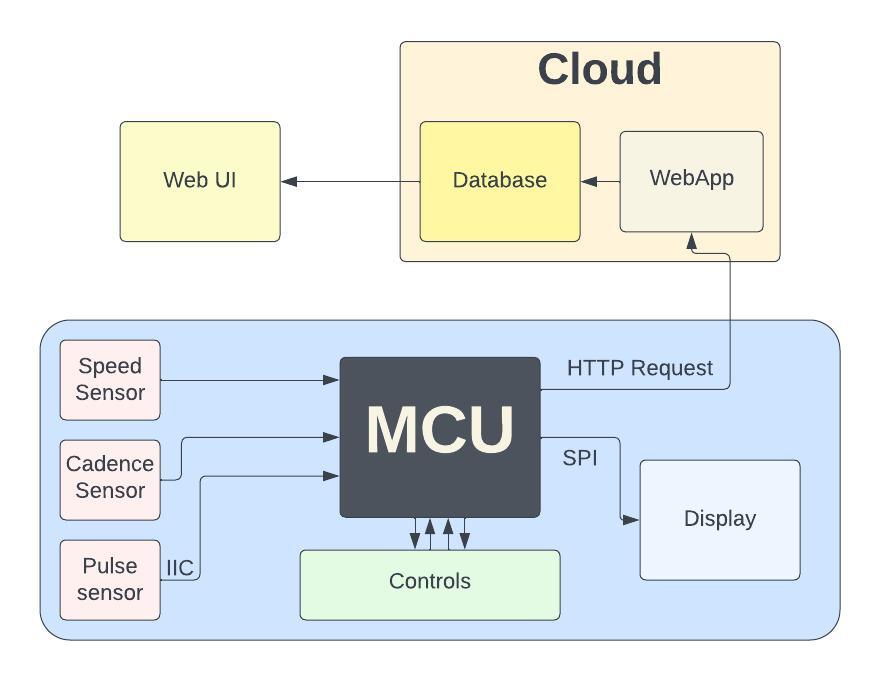 Cloud
Web UI
Database
WebApp
Speed
Sensor
HTTP Request
MCU
Cadence
Sensor
SPI
Display
Pulse
sensor
IIC
Controls